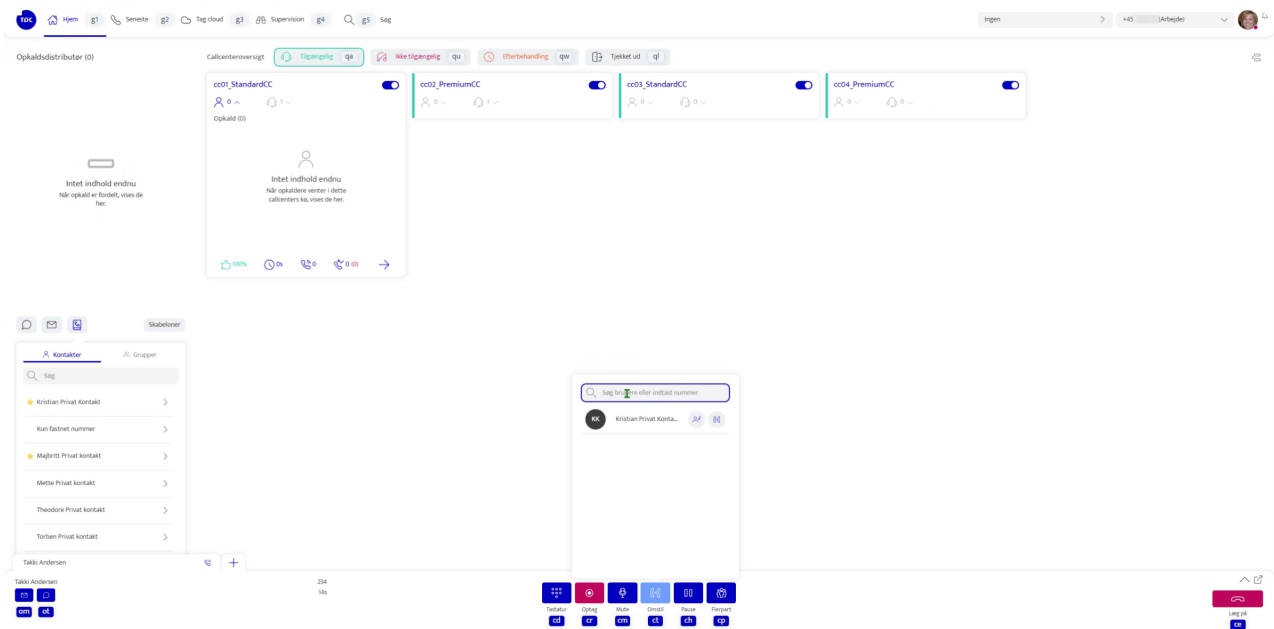 TDC Hjem g1 Seneste g2 Tag cloud g3 Supervision g4 g5 Søg Ingen +45 (Arbejde)
Opkaldsdistributør (0)
Callcenteroversigt Tilgængelig qa Ikke tilgængelig qu Efterbehandling qw Tjekket ud ql
cc01_StandardCC
0 1
Opkald (0)
Intet indhold endnu
Når opkaldere venter i dette
callcenters kø, vises de her.
100% 0s 0 0 (0)
cc02_PremiumCC
0 1
cc03_StandardCC
0 0
cc04_PremiumCC
0 0
Intet indhold endnu
Når opkald er fordelt, vises de
her.
Skabeloner
Kontakter Grupper
Søg
Kristian Privat Kontakt
Kun fastnet nummer
Majbritt Privat kontakt
Mette Privat kontakt
Theodore Privat kontakt
Torben Privat kontakt
Søg brugere eller indtast nummer
KK Kristian Privat Konta...
Takki Andersen
Takki Andersen
om ot
234
14s
Tastatur Optag Mute Omstil Pause Flerpart
cd cr cm ct ch cp
Læg på
ce